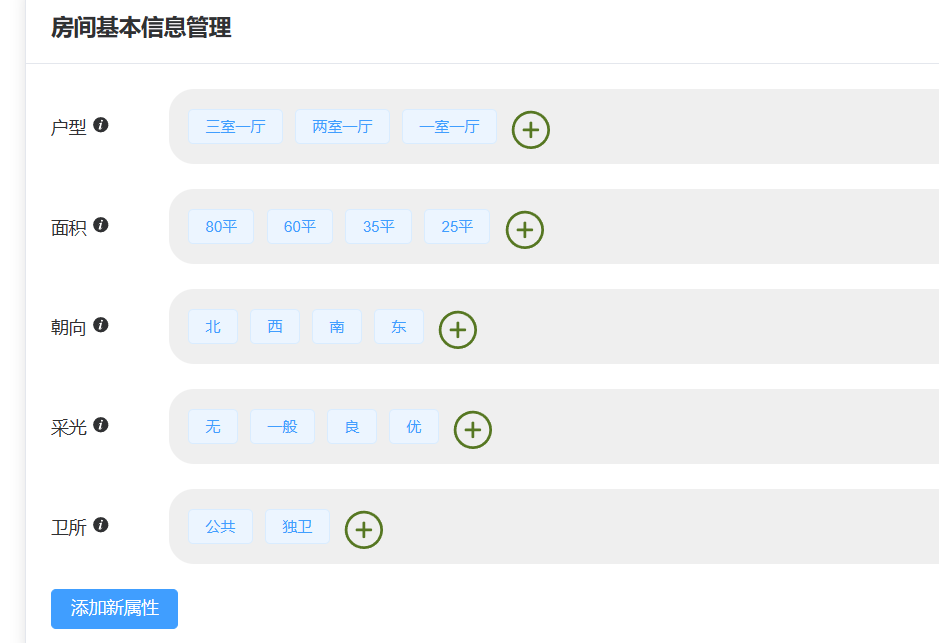 房间基本信息管理
户型 三室一厅 两室一厅 一室一厅
面积 80平 60平 35平 25平
朝向 北 西 南 东
采光 无 一般 良 优
卫所 公共 独卫
添加新属性